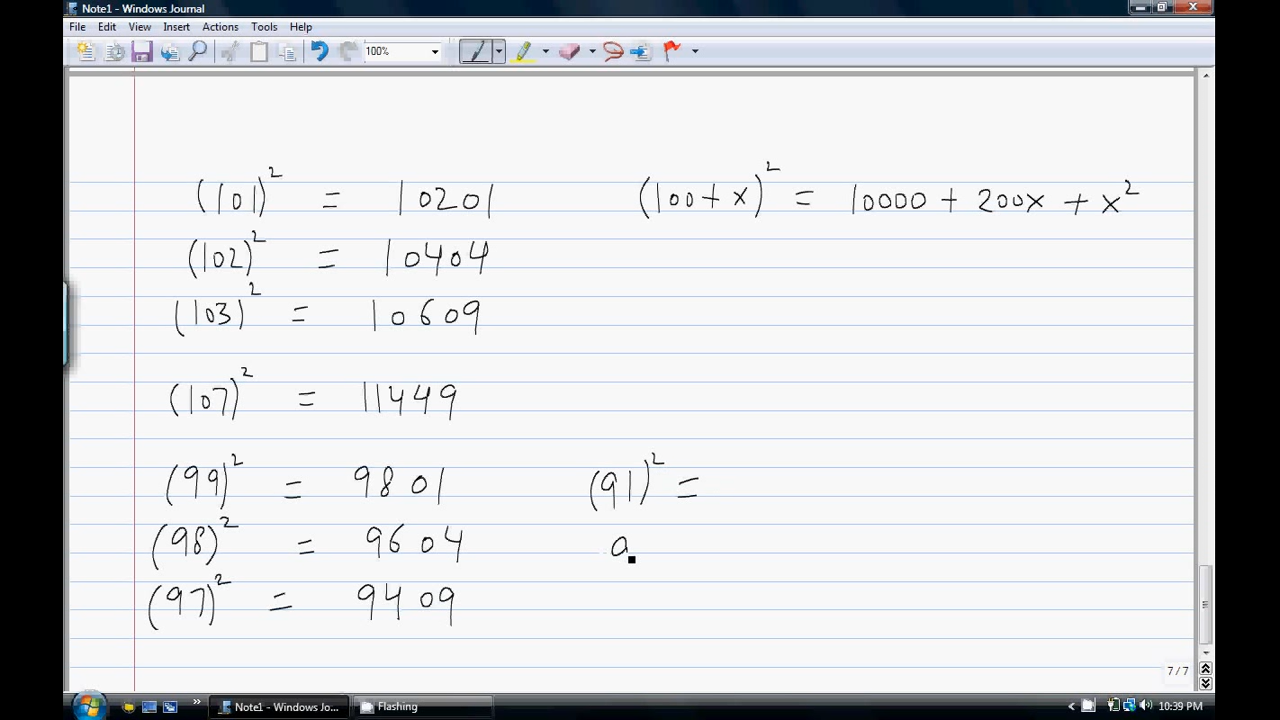 Note1 - Windows Journal
File Edit View Insert Actions Tools Help
100%
(101)² = 10201 (100+x)² = 10000 + 200x + x²
(102)² = 10404
(103)² = 10609
(107)² = 11449
(99)² = 9801 (91)² =
(98)² = 9604
(97)² = 9409
7/7
Note1 - Windows Jo... Flashing 10:39 PM